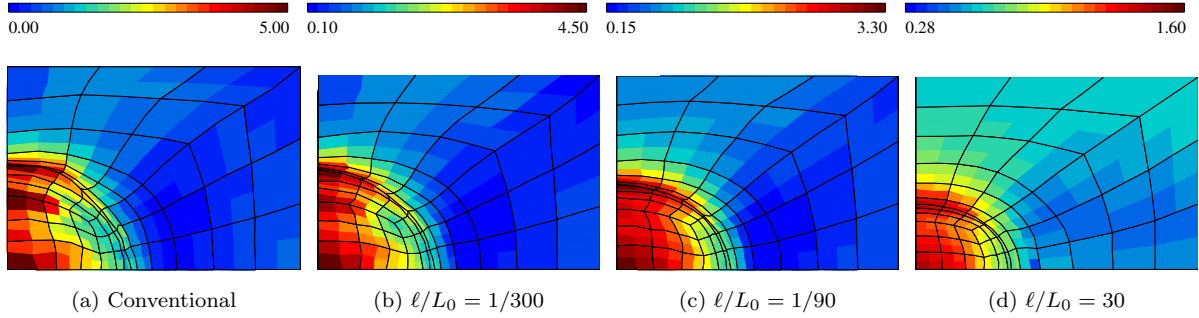 0.00 5.00 0.10 4.50 0.15 3.30 0.28 1.60
(a) Conventional (b) ℓ/L₀ = 1/300 (c) ℓ/L₀ = 1/90 (d) ℓ/L₀ = 30